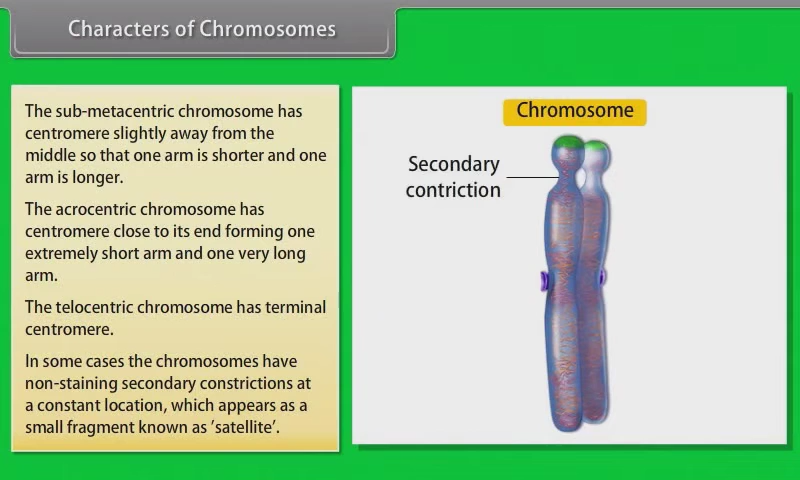 Characters of Chromosomes
The sub-metacentric chromosome has
centromere slightly away from the
middle so that one arm is shorter and one
arm is longer.
The acrocentric chromosome has
centromere close to its end forming one
extremely short arm and one very long
arm.
The telocentric chromosome has terminal
centromere.
In some cases the chromosomes have
non-staining secondary constrictions at
a constant location, which appears as a
small fragment known as 'satellite'.
Chromosome
Secondary
contriction